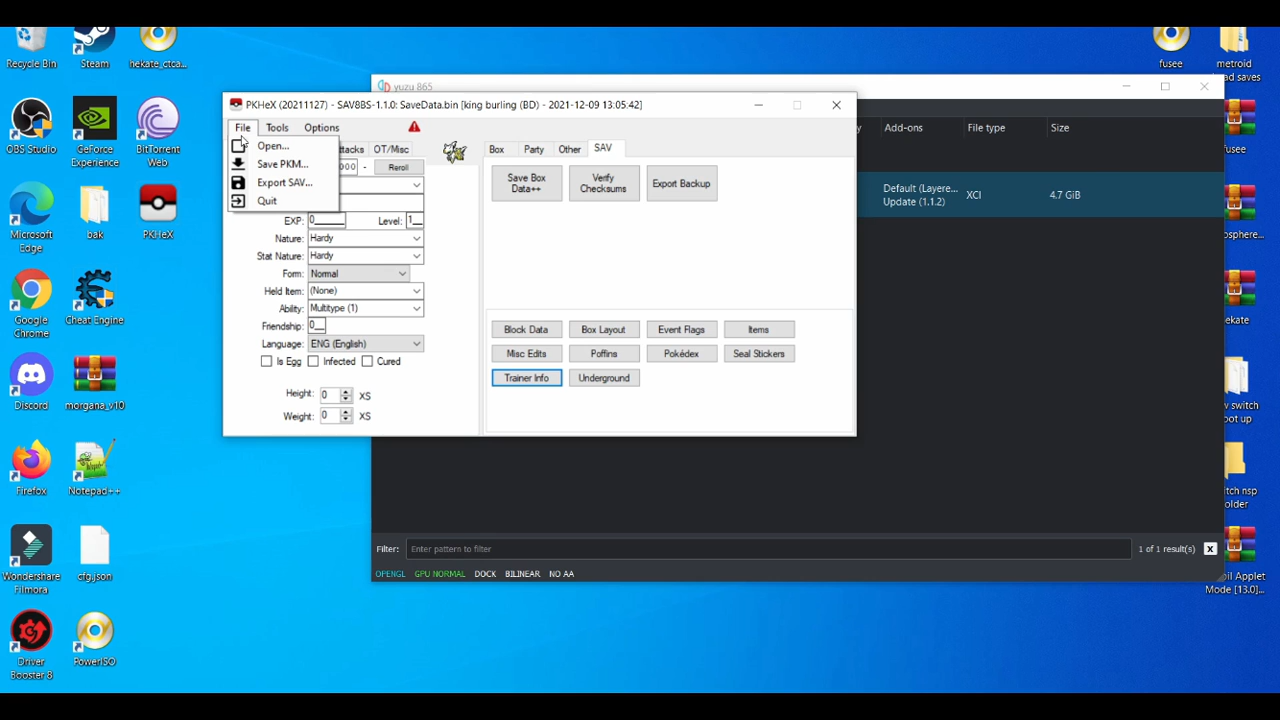 Recycle Bin
Steam
hekate_ctca...
fusee
metroid
ad saves
yuzu 865
PKHeX (20211127) - SAV8BS-1.1.0: SaveData.bin [king burling (BD) - 2021-12-09 13:05:42]
File
Tools
Options
Open...
Save PKM...
Export SAV...
Quit
ttacks
OT/Misc
000
-
Reroll
EXP:
0
Level:
1
Nature:
Hardy
Stat Nature:
Hardy
Form:
Normal
Held Item:
(None)
Ability:
Multitype (1)
Friendship:
0
Language:
ENG (English)
Is Egg
Infected
Cured
Height:
0
XS
Weight:
0
XS
Box
Party
Other
SAV
Save Box
Data++
Verify
Checksums
Export Backup
Block Data
Box Layout
Event Flags
Items
Misc Edits
Poffins
Pokédex
Seal Stickers
Trainer Info
Underground
y
Add-ons
File type
Size
Default (Layere...
Update (1.1.2)
XCI
4.7 GiB
Filter:
Enter pattern to filter
1 of 1 result(s)
X
OPENGL
GPU NORMAL
DOCK
BILINEAR
NO AA
OBS Studio
GeForce
Experience
BitTorrent
Web
Microsoft
Edge
bak
PKHeX
Google
Chrome
Cheat Engine
Discord
morgana_v10
Firefox
Notepad++
Wondershare
Filmora
cfg.json
Driver
Booster 8
PowerISO
fusee
osphere...
ekate
w switch
oot up
tch nsp
older
il Applet
Mode [13.0]...